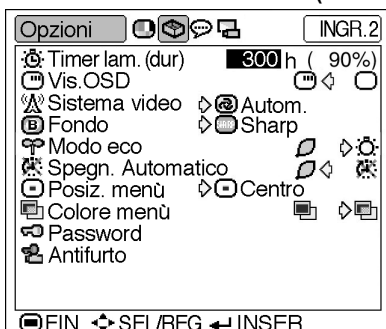 Opzioni INGR.2
Timer lam. (dur) 300 h ( 90%)
Vis.OSD
Sistema video Autom.
B Fondo SHARP Sharp
Modo eco
Spegn. Automatico
Posiz. menù Centro
Colore menù
Password
Antifurto
FIN SEL/REG INSER